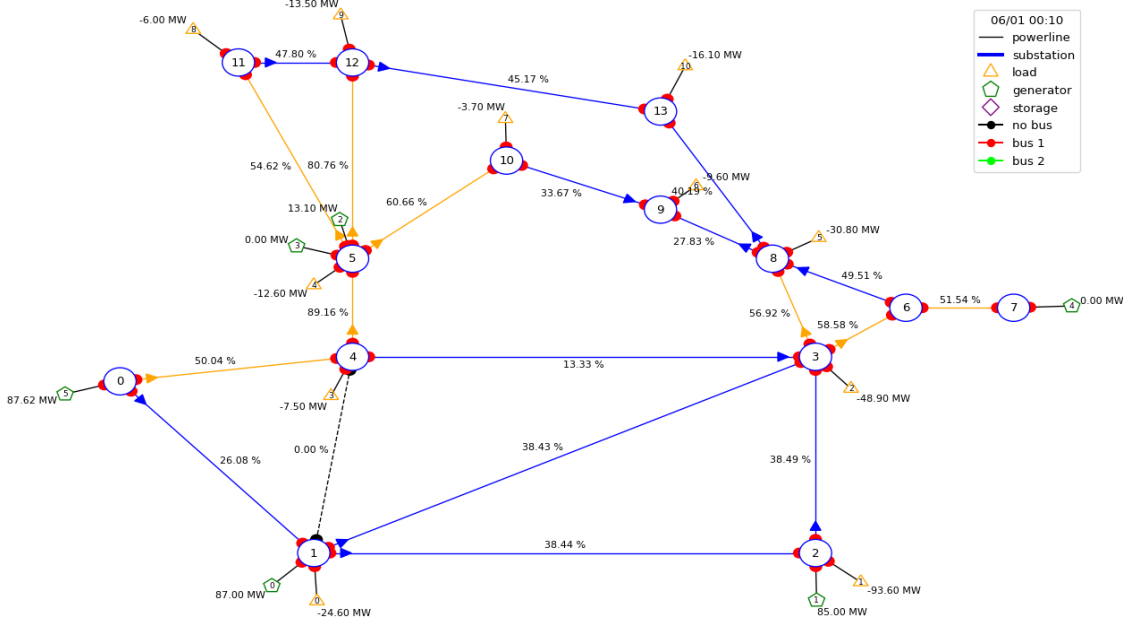 -13.50 MW
9
-6.00 MW
8
06/01 00:10
powerline
substation
load
generator
storage
no bus
bus 1
bus 2
11
47.80 %
12
-16.10 MW
10
45.17 %
13
-3.70 MW
7
54.62 %
80.76 %
10
33.67 %
-9.60 MW
6
40.19 %
9
60.66 %
13.10 MW
2
0.00 MW
3
5
27.83 %
-30.80 MW
5
8
-12.60 MW
4
49.51 %
89.16 %
56.92 %
58.58 %
6
51.54 %
7
4
0.00 MW
50.04 %
4
13.33 %
3
0
87.62 MW
5
-7.50 MW
3
2
-48.90 MW
0.00 %
38.43 %
26.08 %
38.49 %
1
38.44 %
2
87.00 MW
0
0
-24.60 MW
1
85.00 MW
1
-93.60 MW